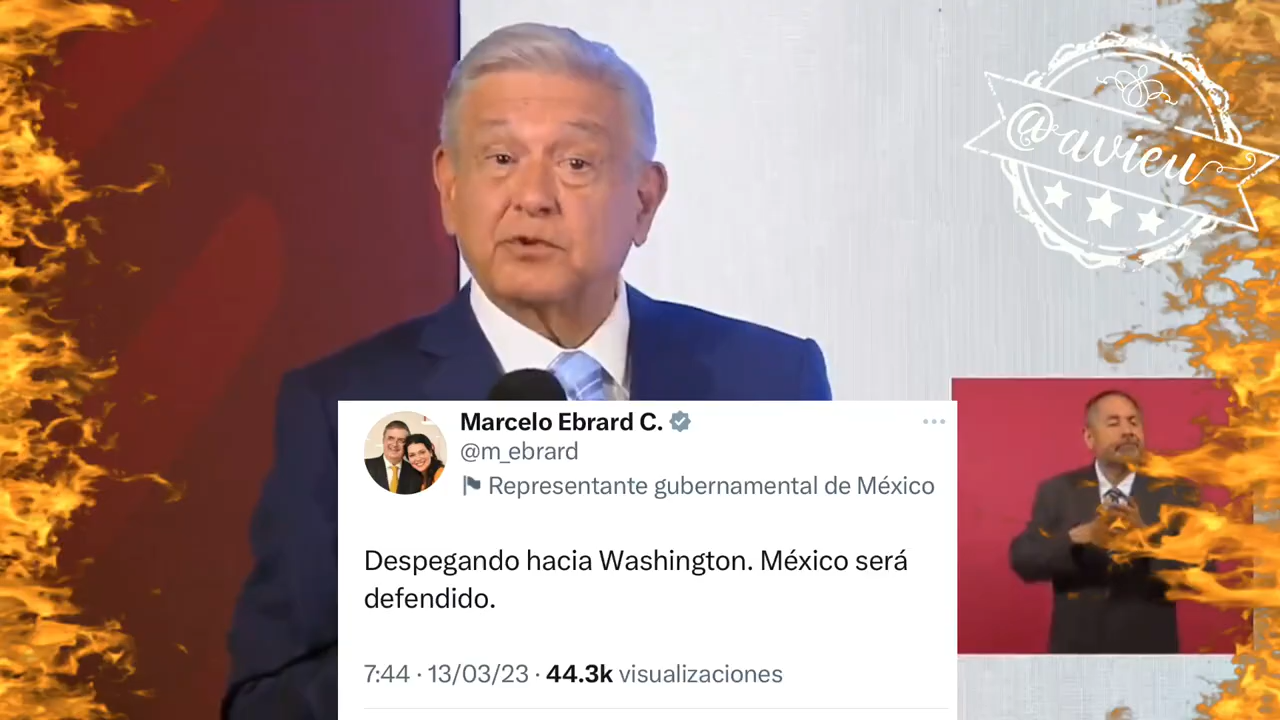 @avieu
Marcelo Ebrard C.
@m_ebrard
Representante gubernamental de México
Despegando hacia Washington. México será
defendido.
7:44 · 13/03/23 · 44.3k visualizaciones